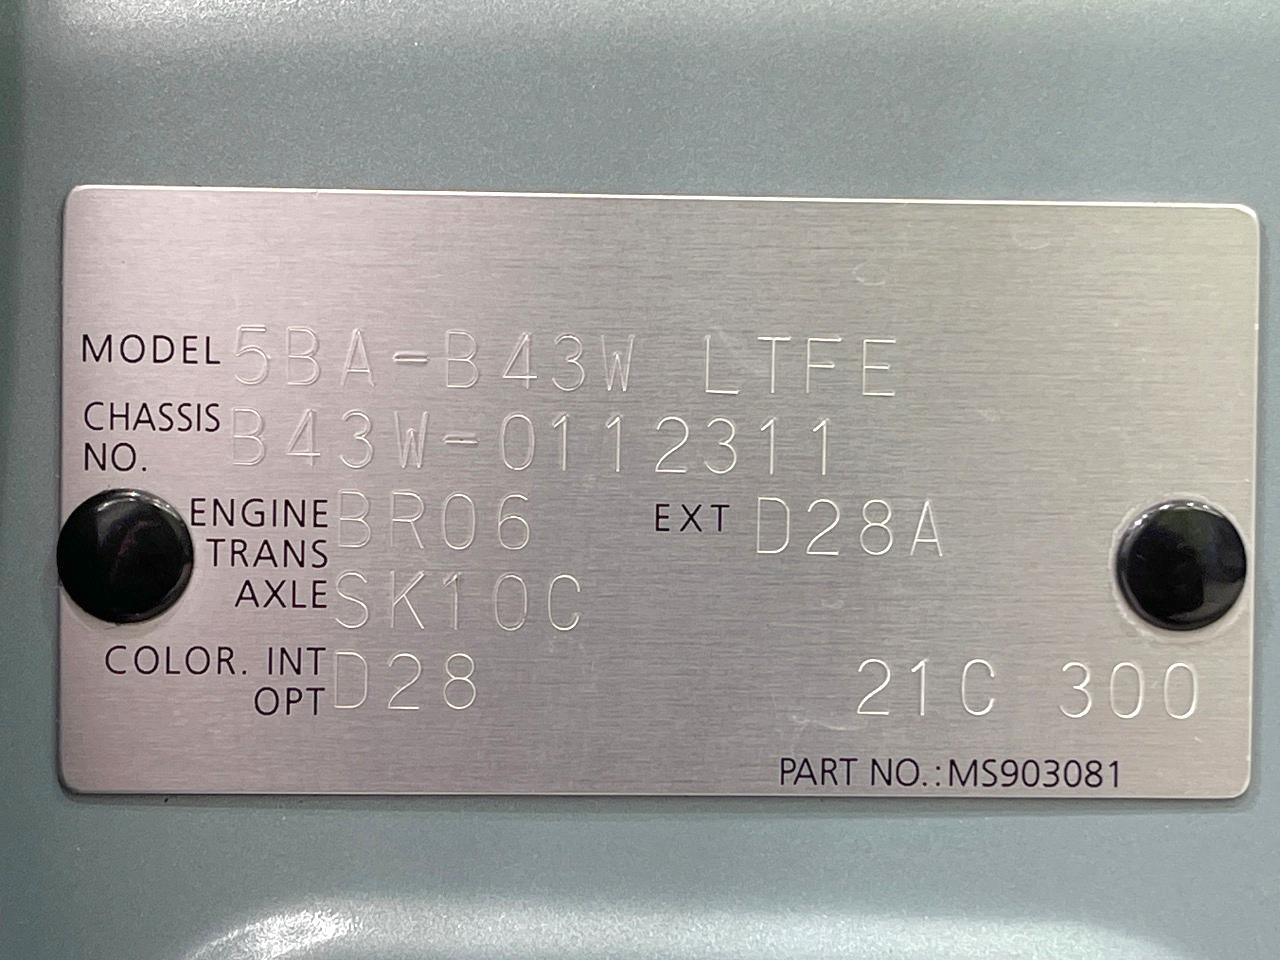 MODEL 5BA-B43W LTFE
CHASSIS NO. B43W-0112311
ENGINE BR06 EXT D28A
TRANS AXLE SK10C
COLOR. INT OPT D28 21C 300
PART NO.:MS903081